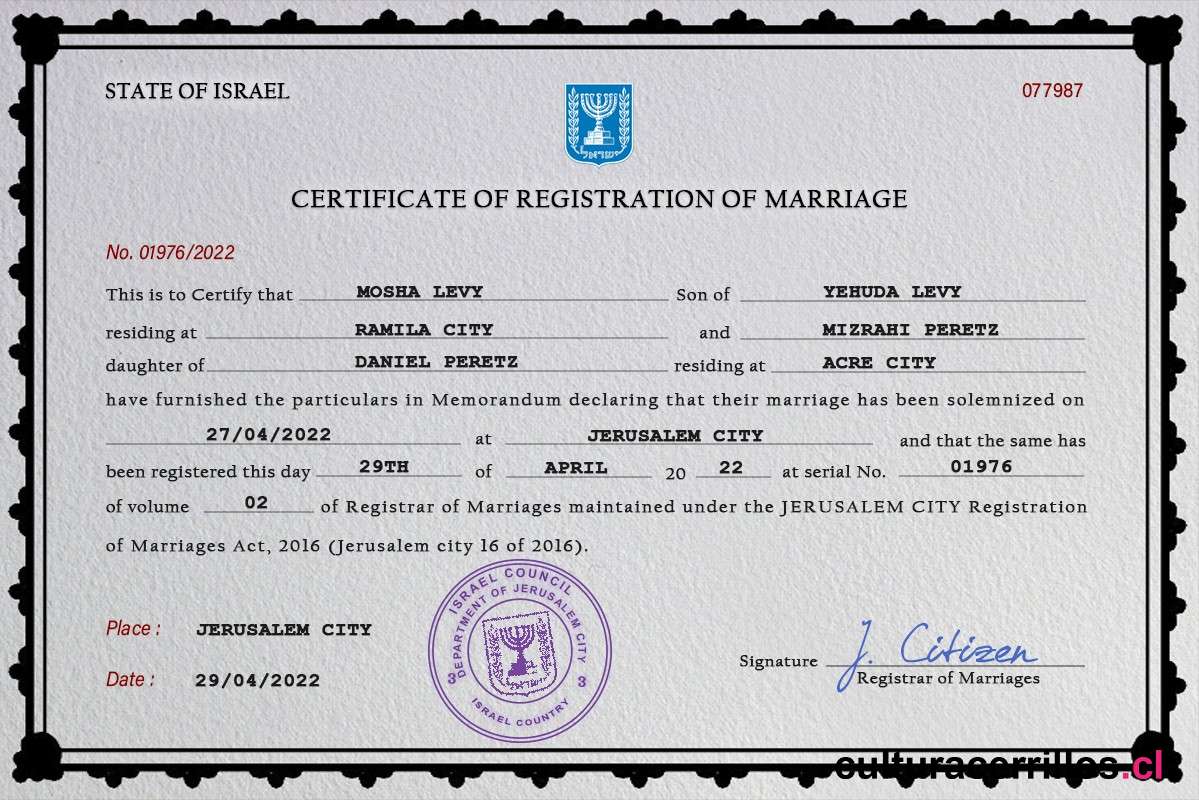 STATE OF ISRAEL 077987
ישראל
CERTIFICATE OF REGISTRATION OF MARRIAGE
No. 01976/2022
This is to Certify that MOSHA LEVY Son of YEHUDA LEVY
residing at RAMILA CITY and MIZRAHI PERETZ
daughter of DANIEL PERETZ residing at ACRE CITY
have furnished the particulars in Memorandum declaring that their marriage has been solemnized on
27/04/2022 at JERUSALEM CITY and that the same has
been registered this day 29TH of APRIL 20 22 at serial No. 01976
of volume 02 of Registrar of Marriages maintained under the JERUSALEM CITY Registration
of Marriages Act, 2016 (Jerusalem city 16 of 2016).
ISRAEL COUNCIL
DEPARTMENT OF JERUSALEM CITY
3 3
ישראל
ISRAEL COUNTRY
Place : JERUSALEM CITY
Date : 29/04/2022
J. Citizen
Signature
Registrar of Marriages
culturacerrillos.cl